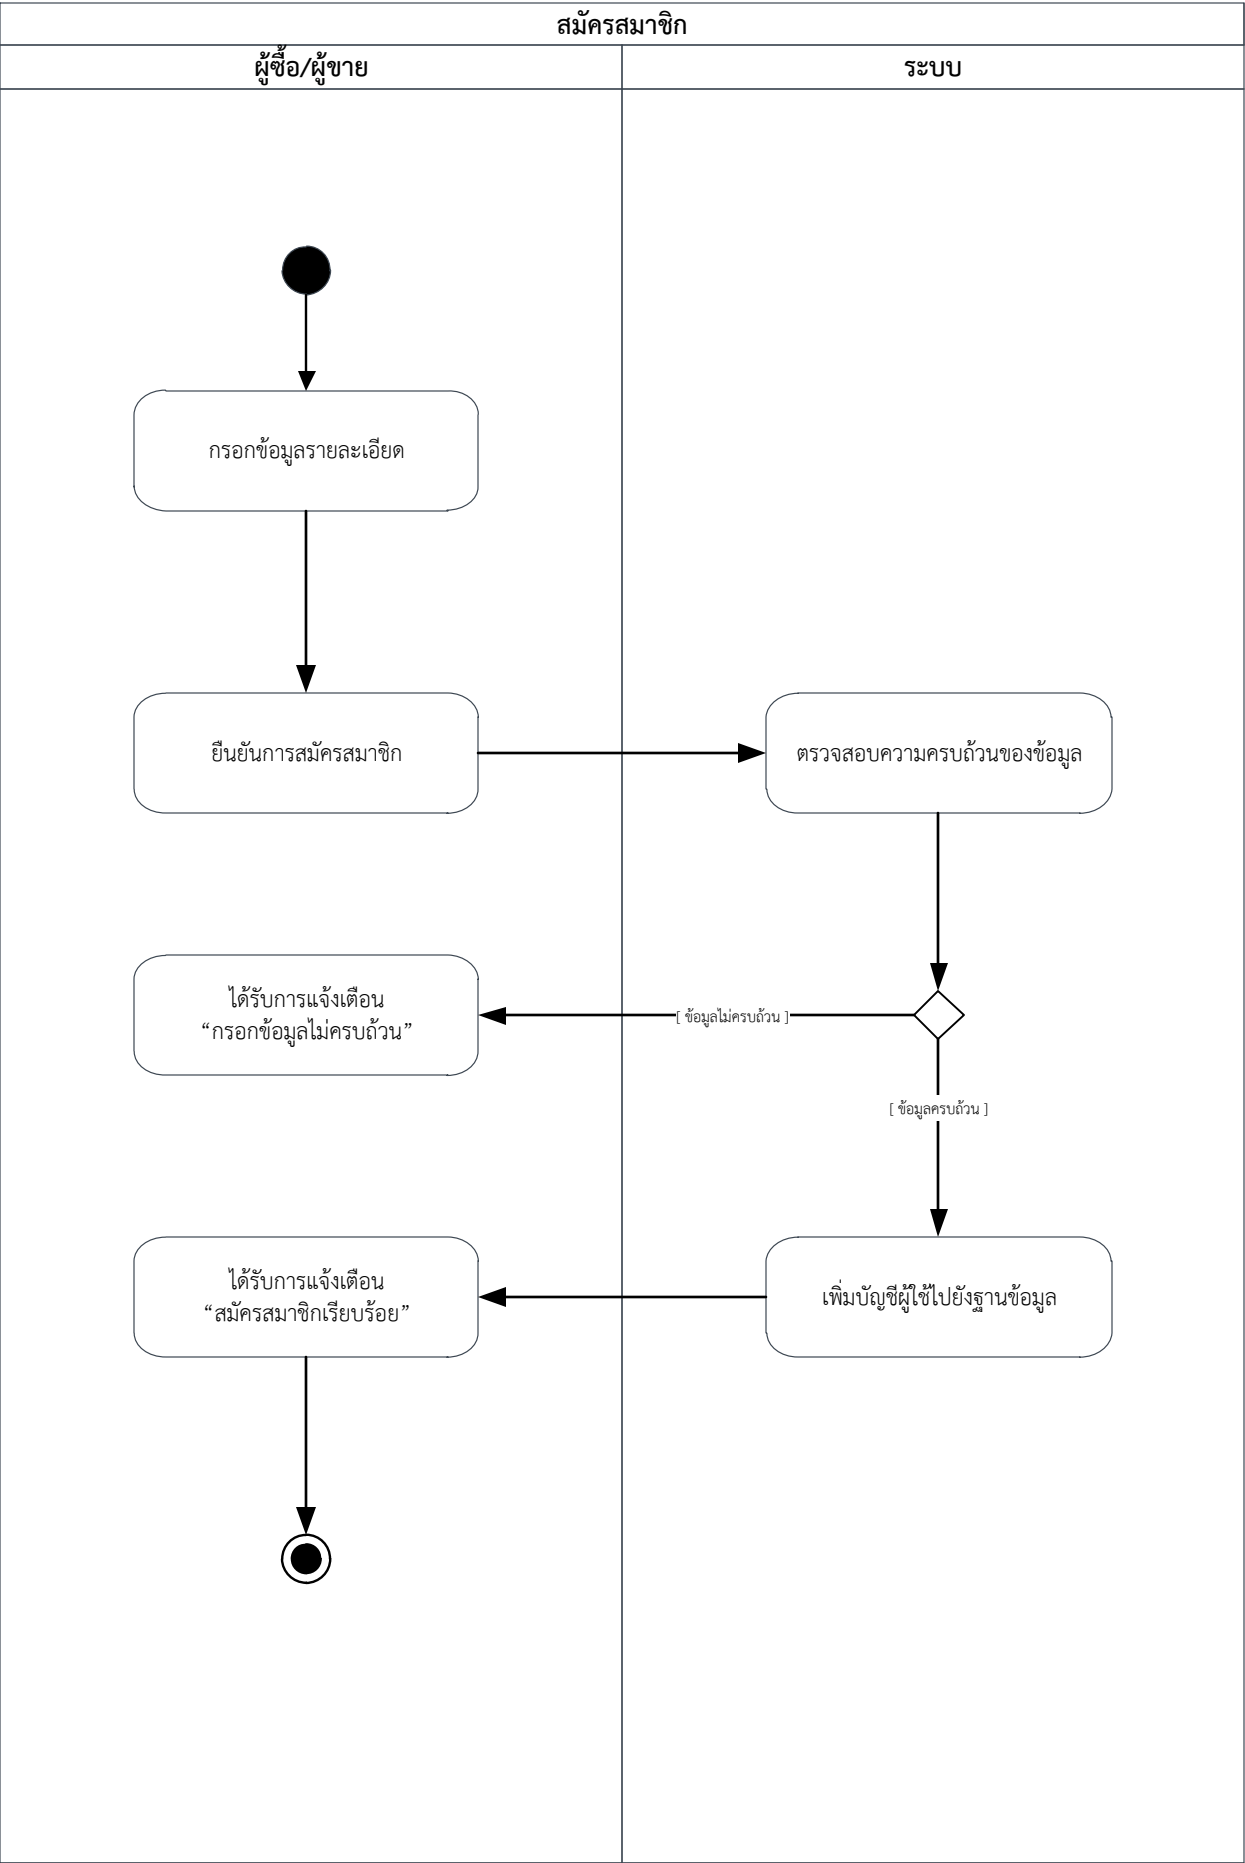 สมัครสมาชิก
ผู้ซื้อ/ผู้ขาย
ระบบ
กรอกข้อมูลรายละเอียด
ยืนยันการสมัครสมาชิก
ตรวจสอบความครบถ้วนของข้อมูล
ได้รับการแจ้งเตือน
“กรอกข้อมูลไม่ครบถ้วน”
[ ข้อมูลไม่ครบถ้วน ]
[ ข้อมูลครบถ้วน ]
ได้รับการแจ้งเตือน
“สมัครสมาชิกเรียบร้อย”
เพิ่มบัญชีผู้ใช้ไปยังฐานข้อมูล